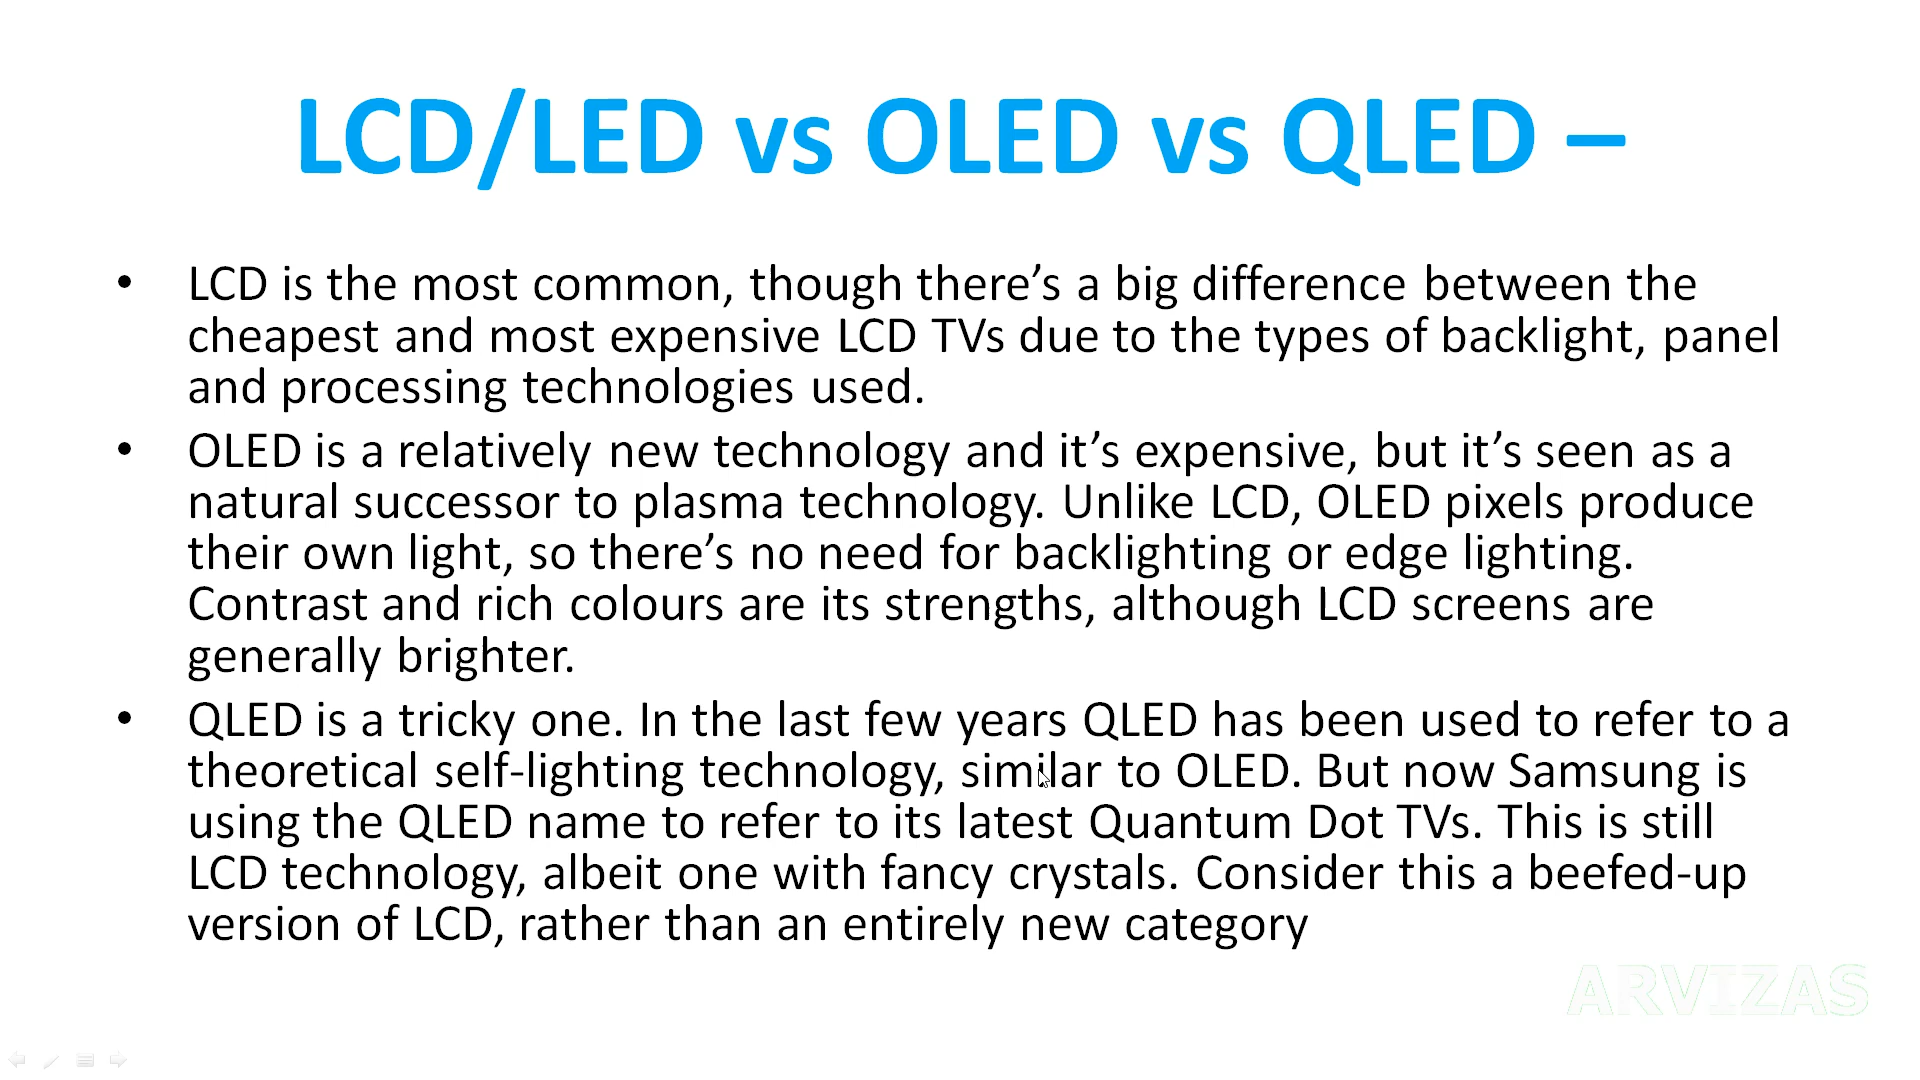 LCD/LED vs OLED vs QLED –
• LCD is the most common, though there’s a big difference between the
cheapest and most expensive LCD TVs due to the types of backlight, panel
and processing technologies used.
• OLED is a relatively new technology and it’s expensive, but it’s seen as a
natural successor to plasma technology. Unlike LCD, OLED pixels produce
their own light, so there’s no need for backlighting or edge lighting.
Contrast and rich colours are its strengths, although LCD screens are
generally brighter.
• QLED is a tricky one. In the last few years QLED has been used to refer to a
theoretical self-lighting technology, similar to OLED. But now Samsung is
using the QLED name to refer to its latest Quantum Dot TVs. This is still
LCD technology, albeit one with fancy crystals. Consider this a beefed-up
version of LCD, rather than an entirely new category
ARVIZAS